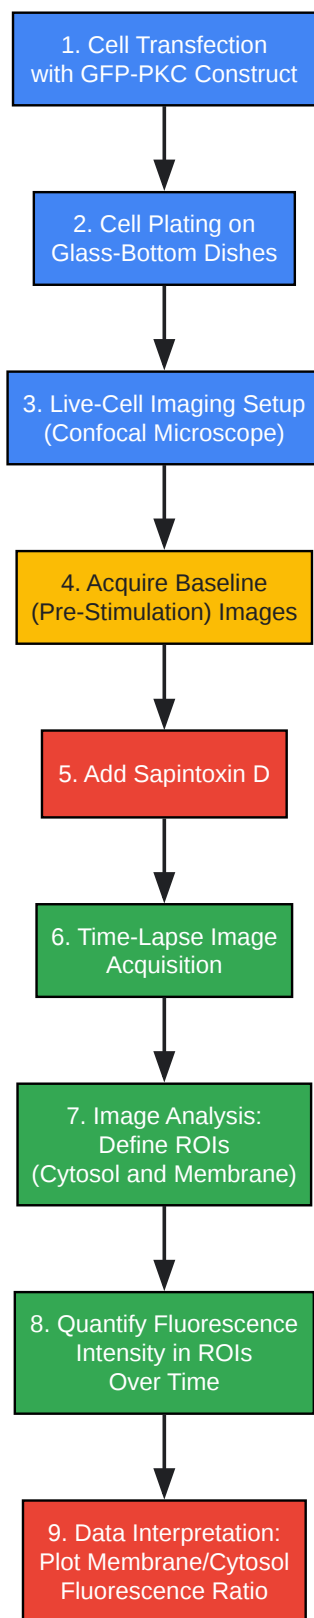 1. Cell Transfection
with GFP-PKC Construct
2. Cell Plating on
Glass-Bottom Dishes
3. Live-Cell Imaging Setup
(Confocal Microscope)
4. Acquire Baseline
(Pre-Stimulation) Images
5. Add Sapintoxin D
6. Time-Lapse Image
Acquisition
7. Image Analysis:
Define ROIs
(Cytosol and Membrane)
8. Quantify Fluorescence
Intensity in ROIs
Over Time
9. Data Interpretation:
Plot Membrane/Cytosol
Fluorescence Ratio